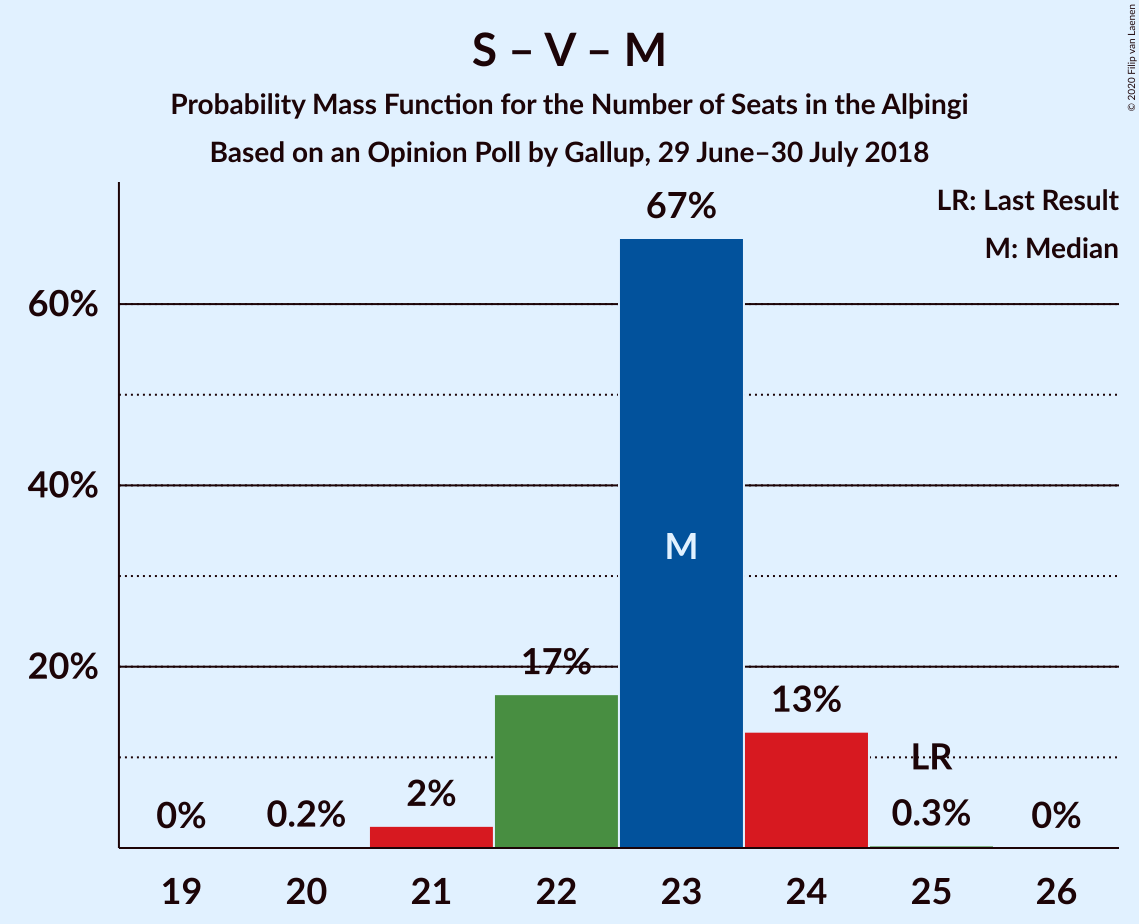 S – V – M
Probability Mass Function for the Number of Seats in the Alþingi
Based on an Opinion Poll by Gallup, 29 June–30 July 2018
© 2020 Filip van Laenen
LR: Last Result
M: Median
67%
60%
40%
M
20%
17%
13%
LR
0%
0.2%
2%
0.3%
0%
19 20 21 22 23 24 25 26